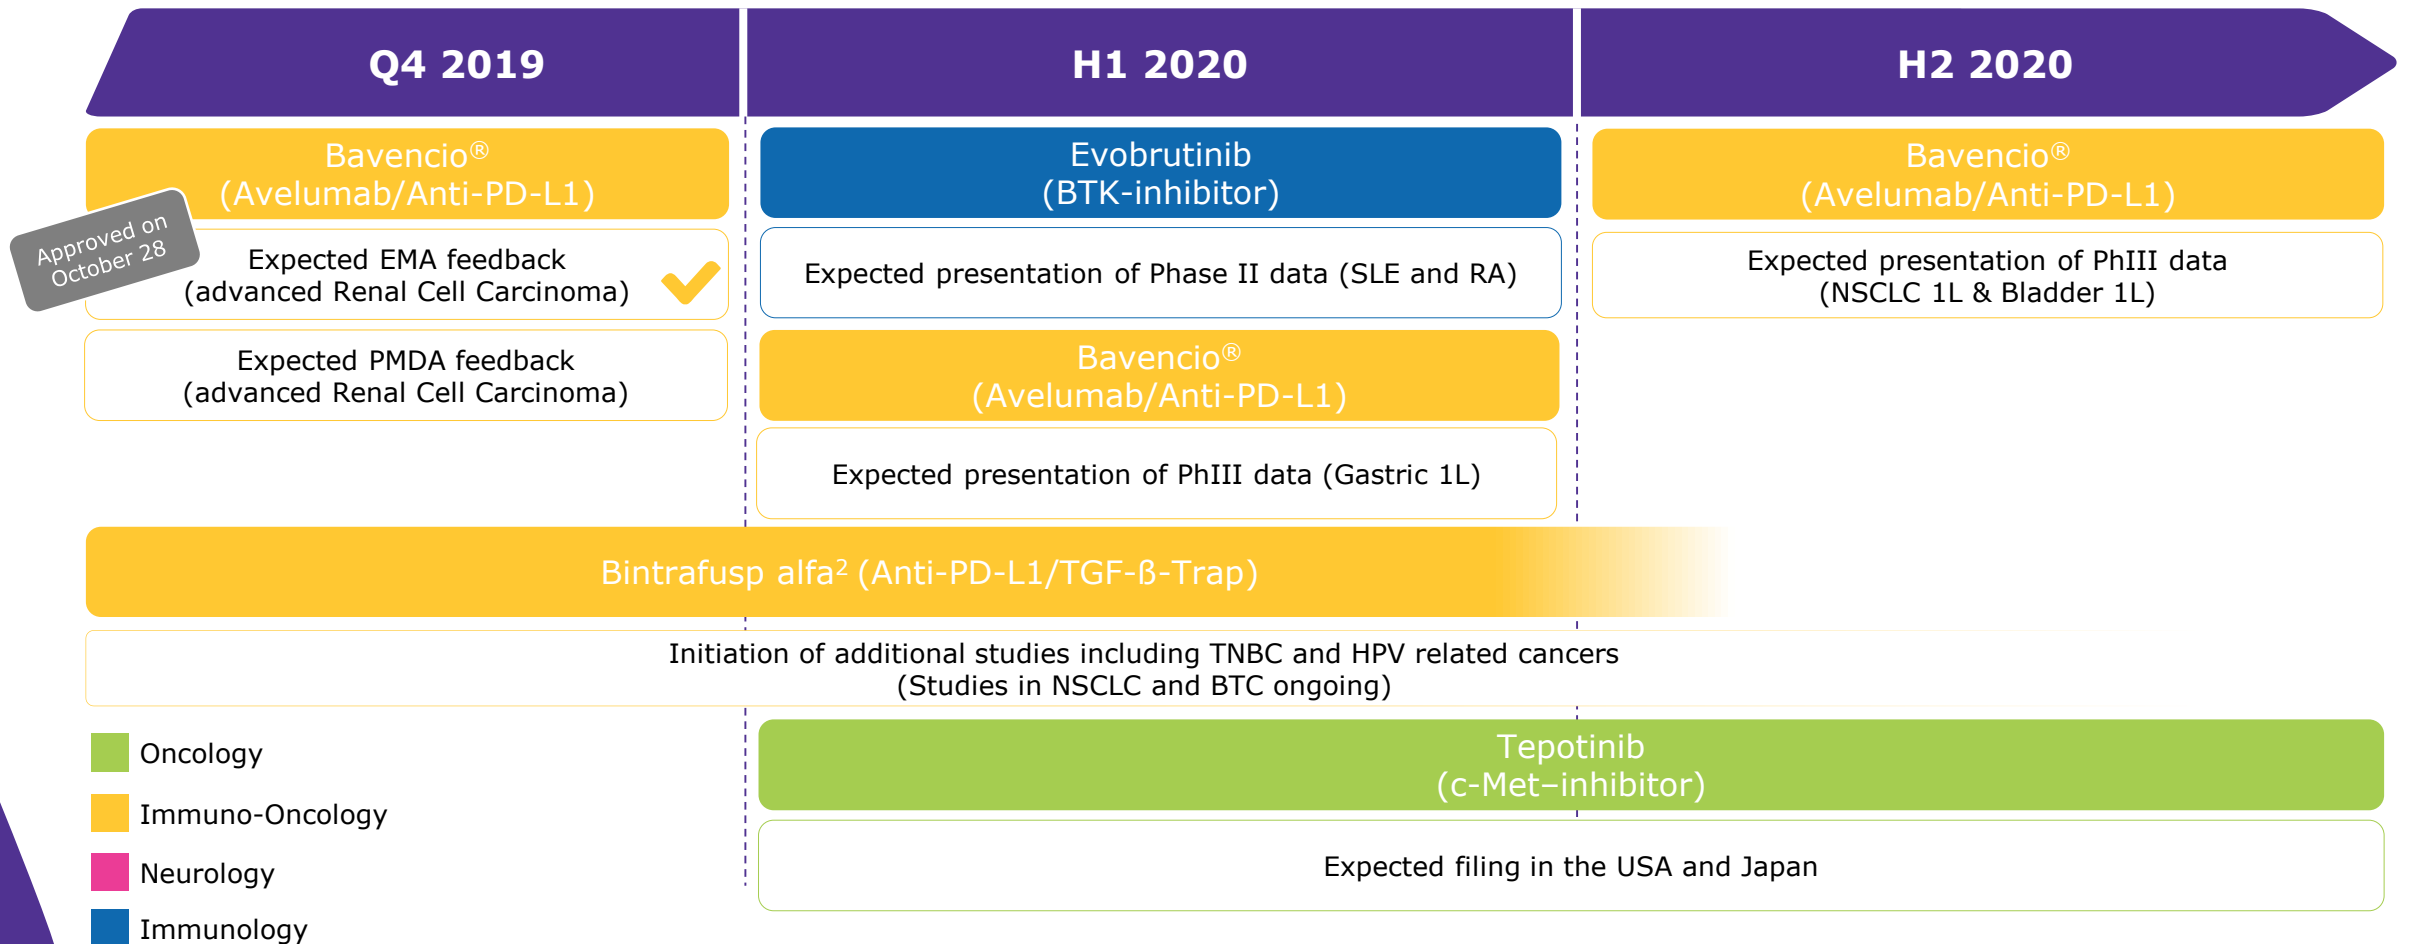 Q4 2019
H1 2020
H2 2020
Bavencio®
(Avelumab/Anti-PD-L1)
Approved on
October 28
Expected EMA feedback
(advanced Renal Cell Carcinoma)
Expected PMDA feedback
(advanced Renal Cell Carcinoma)
Evobrutinib
(BTK-inhibitor)
Expected presentation of Phase II data (SLE and RA)
Bavencio®
(Avelumab/Anti-PD-L1)
Expected presentation of PhIII data (Gastric 1L)
Bavencio®
(Avelumab/Anti-PD-L1)
Expected presentation of PhIII data
(NSCLC 1L & Bladder 1L)
Bintrafusp alfa² (Anti-PD-L1/TGF-ß-Trap)
Initiation of additional studies including TNBC and HPV related cancers
(Studies in NSCLC and BTC ongoing)
Tepotinib
(c-Met–inhibitor)
Expected filing in the USA and Japan
Oncology
Immuno-Oncology
Neurology
Immunology